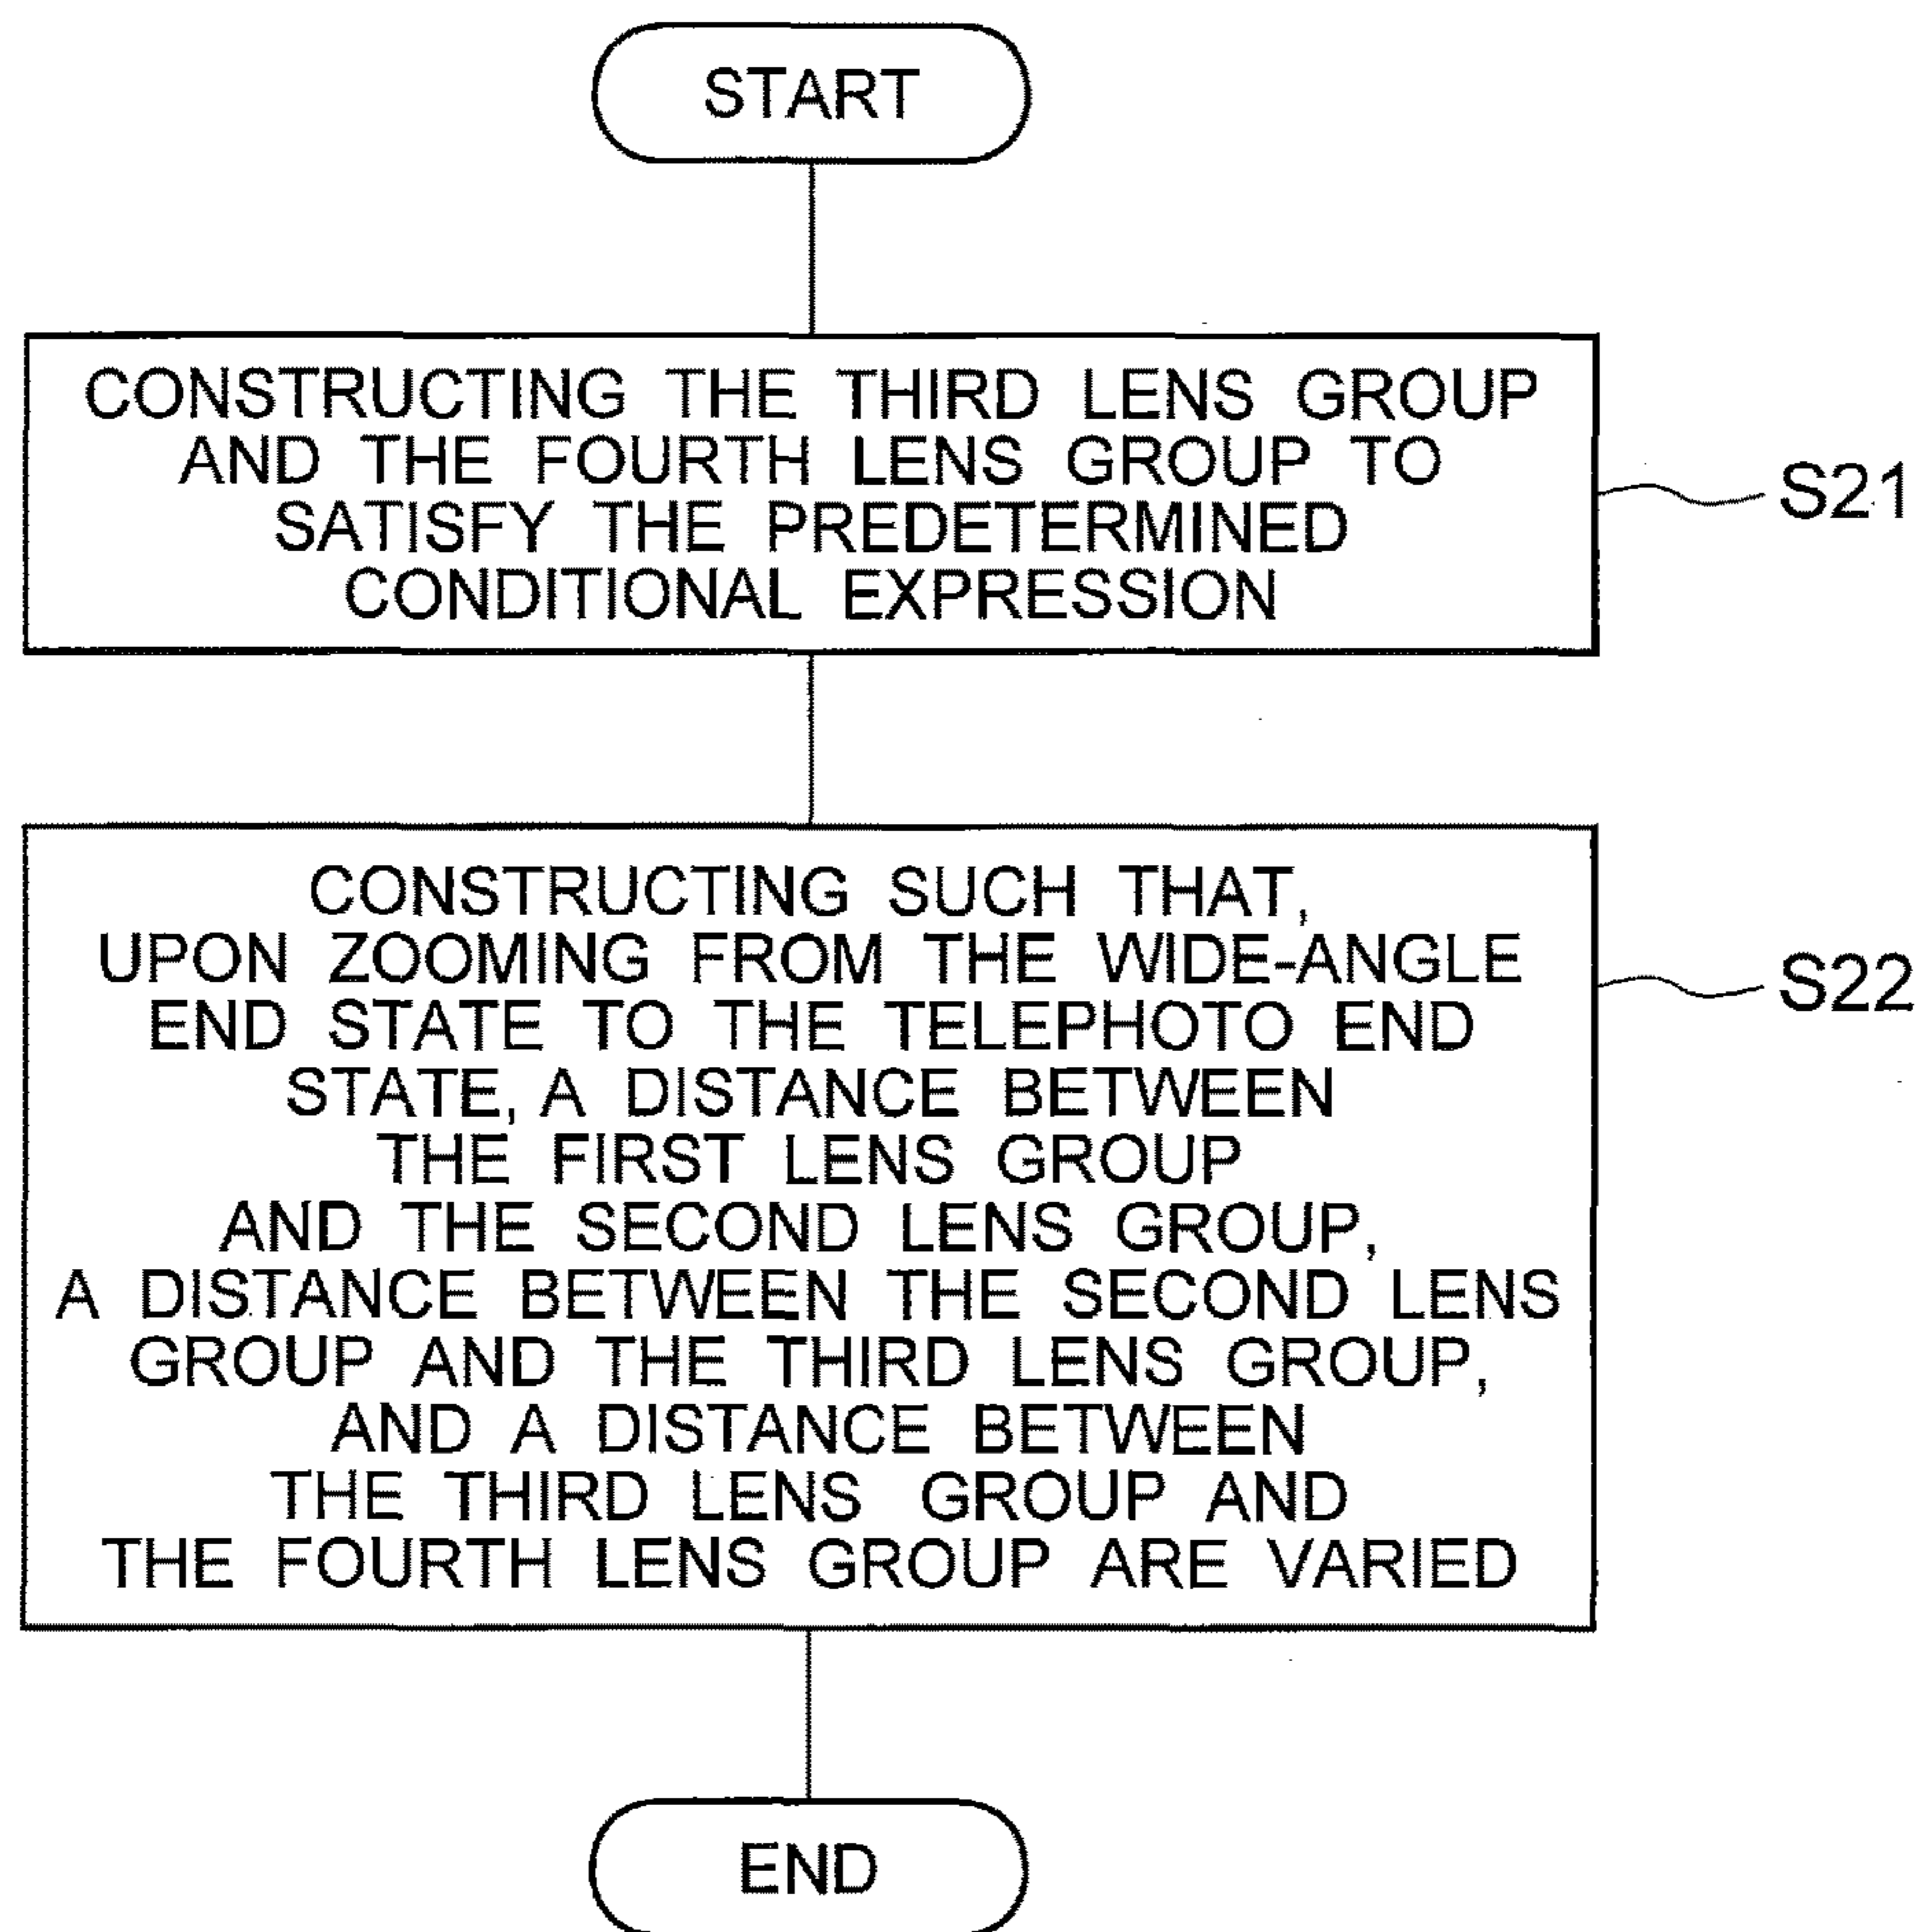 START
CONSTRUCTING THE THIRD LENS GROUP
AND THE FOURTH LENS GROUP TO
SATISFY THE PREDETERMINED
CONDITIONAL EXPRESSION
S21
CONSTRUCTING SUCH THAT,
UPON ZOOMING FROM THE WIDE-ANGLE
END STATE TO THE TELEPHOTO END
STATE, A DISTANCE BETWEEN
THE FIRST LENS GROUP
AND THE SECOND LENS GROUP,
A DISTANCE BETWEEN THE SECOND LENS
GROUP AND THE THIRD LENS GROUP,
AND A DISTANCE BETWEEN
THE THIRD LENS GROUP AND
THE FOURTH LENS GROUP ARE VARIED
S22
END